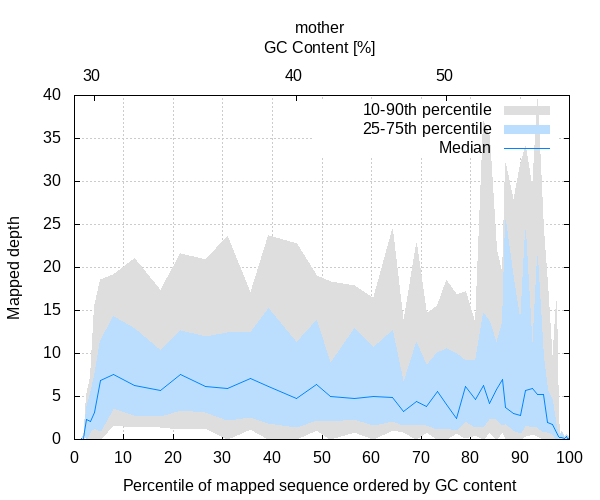 mother
GC Content [%]
30 40 50
40
35
30
25
20
15
10
5
0
10-90th percentile
25-75th percentile
Median
Mapped depth
0 10 20 30 40 50 60 70 80 90 100
Percentile of mapped sequence ordered by GC content